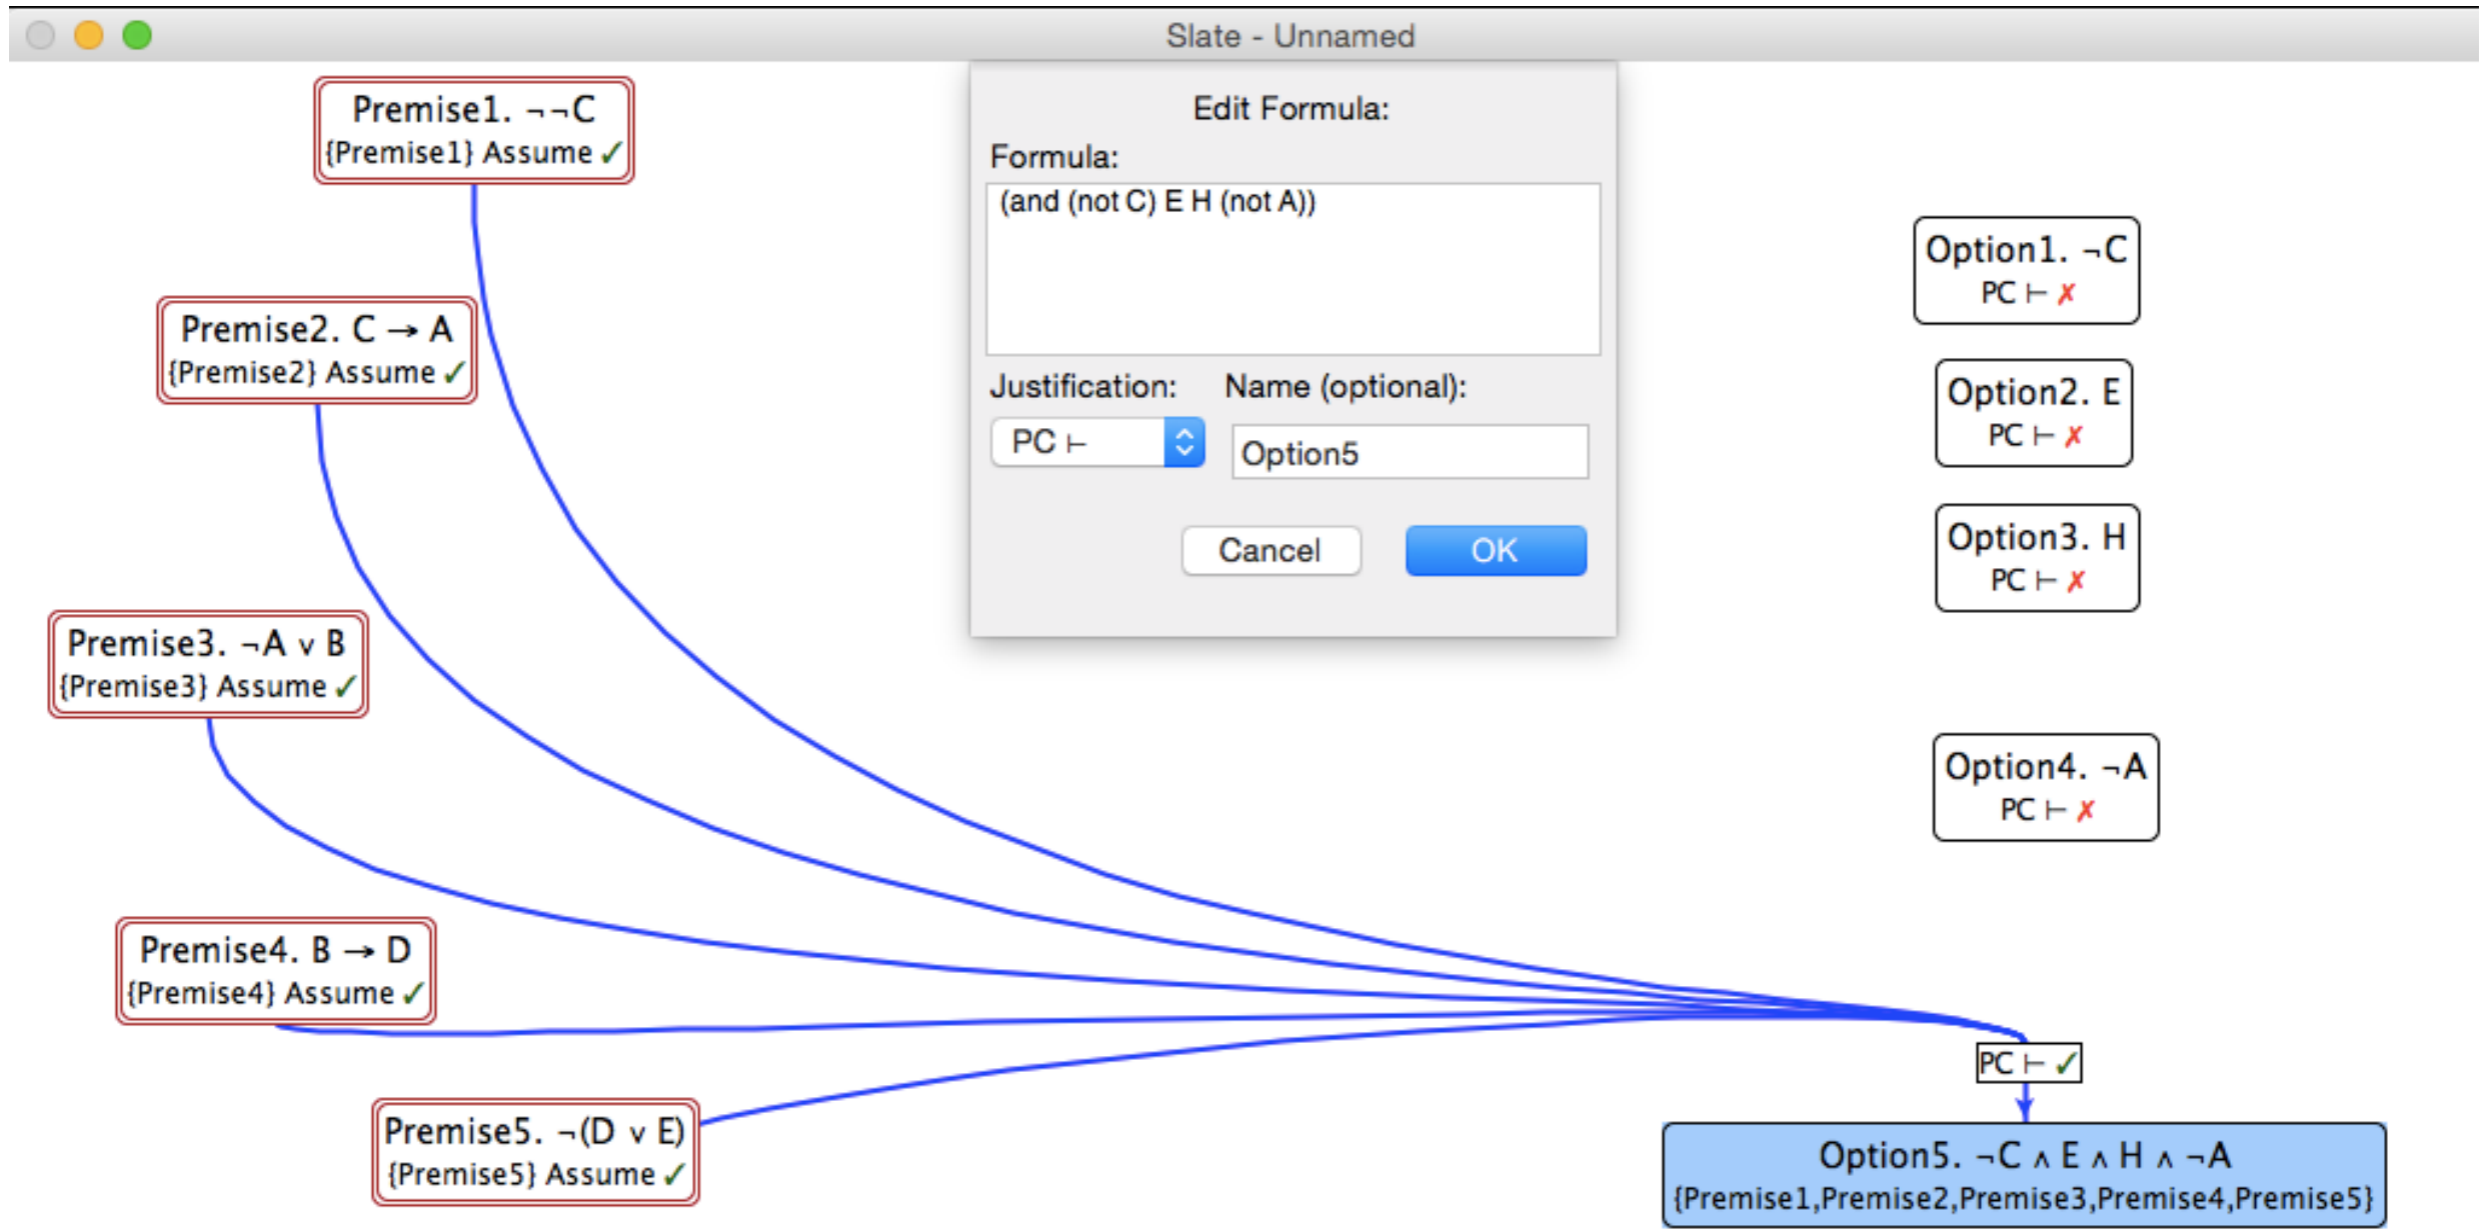 Slate - Unnamed
Premise1. ¬¬C
{Premise1} Assume ✓
Premise2. C → A
{Premise2} Assume ✓
Premise3. ¬A ∨ B
{Premise3} Assume ✓
Premise4. B → D
{Premise4} Assume ✓
Premise5. ¬(D ∨ E)
{Premise5} Assume ✓
Edit Formula:
Formula:
(and (not C) E H (not A))
Justification: Name (optional):
PC ⊢ Option5
Cancel OK
Option1. ¬C
PC ⊢ ✗
Option2. E
PC ⊢ ✗
Option3. H
PC ⊢ ✗
Option4. ¬A
PC ⊢ ✗
PC ⊢ ✓
Option5. ¬C ∧ E ∧ H ∧ ¬A
{Premise1,Premise2,Premise3,Premise4,Premise5}